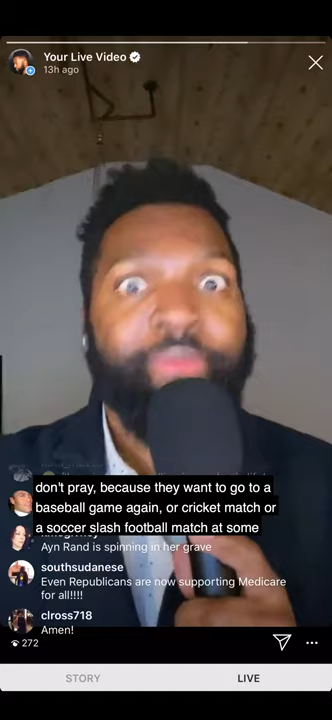 Your Live Video
13h ago
don't pray, because they want to go to a
baseball game again, or cricket match or
a soccer slash football match at some
Ayn Rand is spinning in her grave
southsudanese
Even Republicans are now supporting Medicare
for all!!!!
clross718
Amen!
272
STORY
LIVE